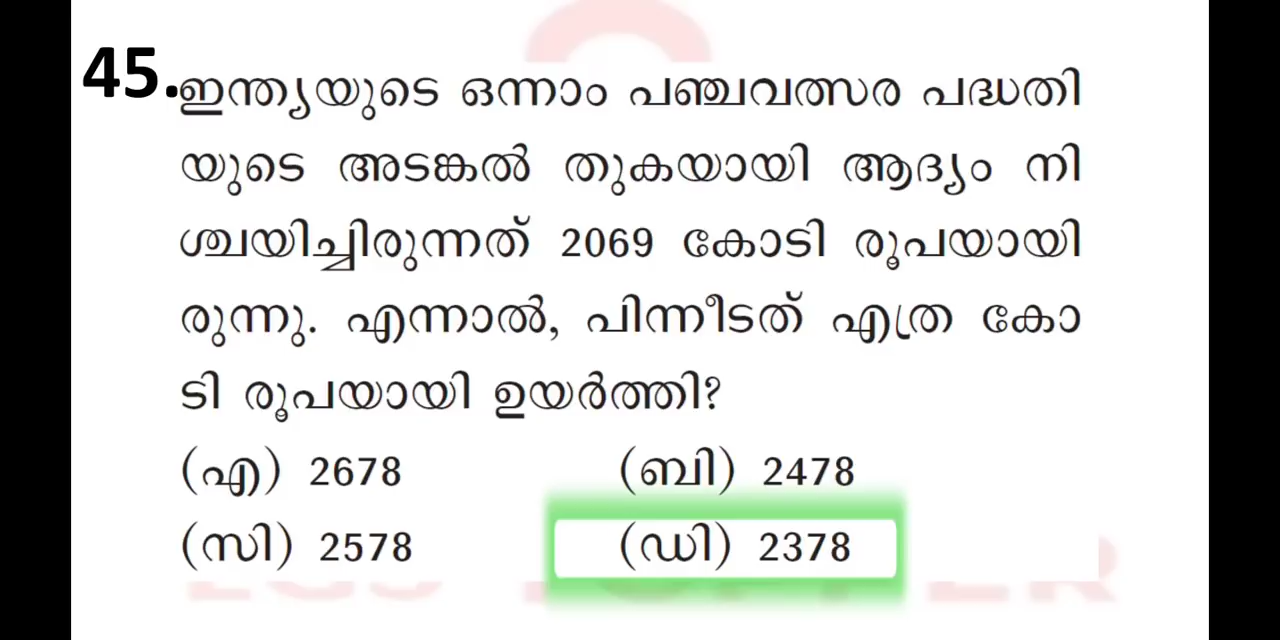 45. ഇന്ത്യയുടെ ഒന്നാം പഞ്ചവത്സര പദ്ധതി
യുടെ അടങ്കൽ തുകയായി ആദ്യം നി
ശ്ചയിച്ചിരുന്നത് 2069 കോടി രൂപയായി
രുന്നു. എന്നാൽ, പിന്നീടത് എത്ര കോ
ടി രൂപയായി ഉയർത്തി?
(എ) 2678 (ബി) 2478
(സി) 2578 (ഡി) 2378